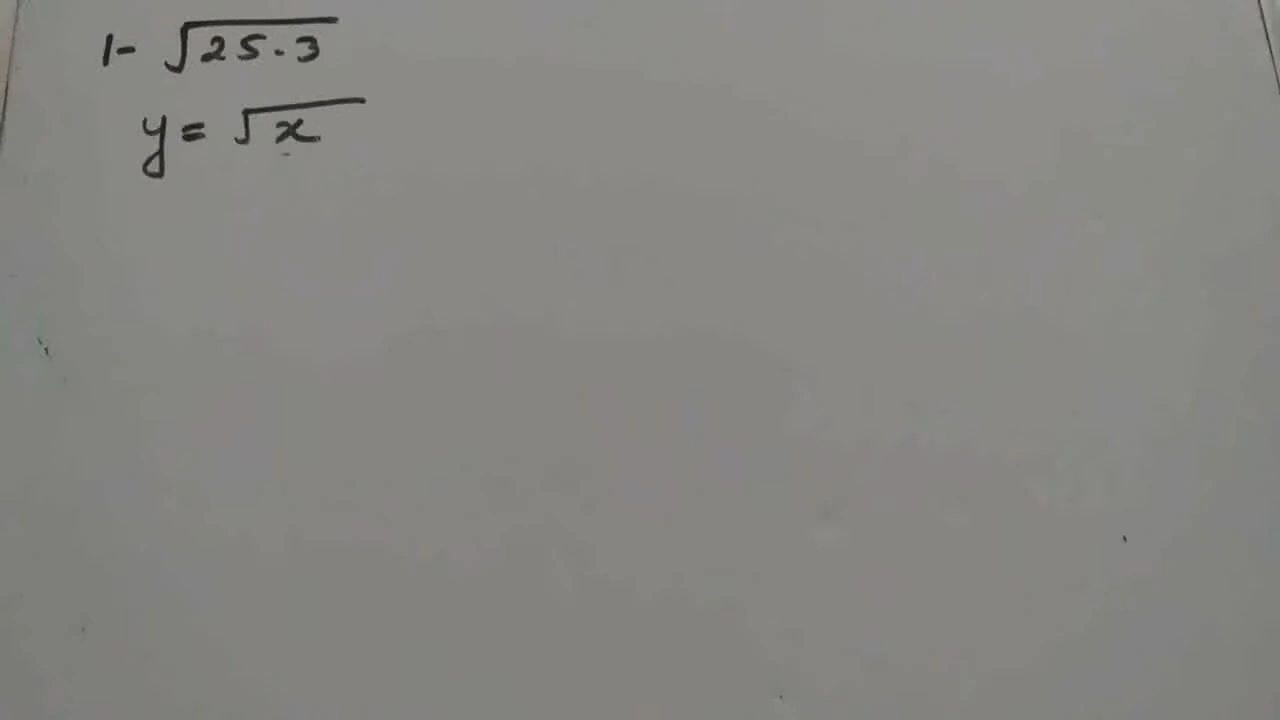 1- √25.3
y = √x